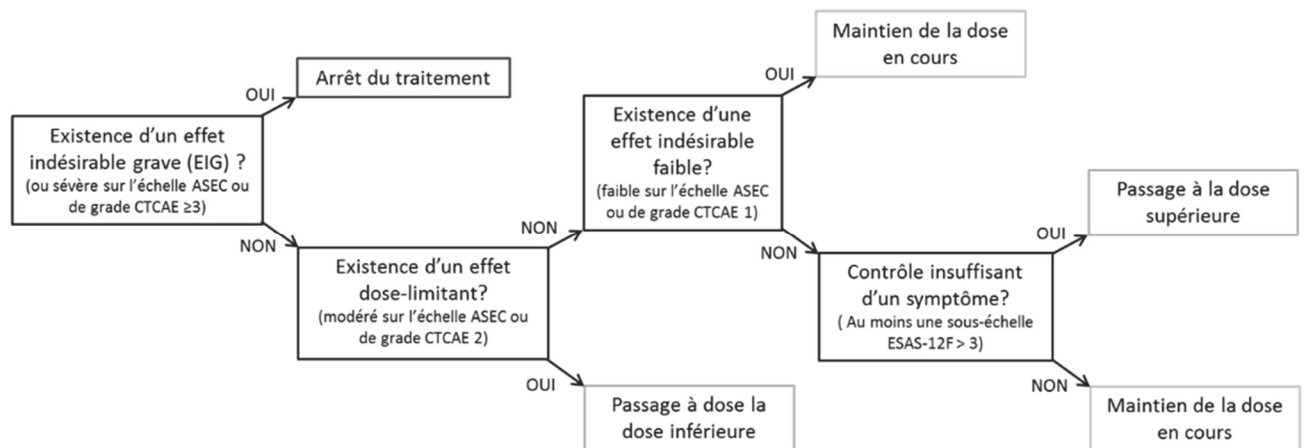 Existence d'un effet
indésirable grave (EIG) ?
(ou sévère sur l'échelle ASEC ou
de grade CTCAE ≥3)
OUI
Arrêt du traitement
NON
Existence d'un effet
dose-limitant?
(modéré sur l'échelle ASEC ou
de grade CTCAE 2)
OUI
Passage à dose la
dose inférieure
NON
Existence d'une
effet indésirable
faible?
(faible sur l'échelle ASEC
ou de grade CTCAE 1)
OUI
Maintien de la dose
en cours
NON
Contrôle insuffisant
d'un symptôme?
( Au moins une sous-échelle
ESAS-12F > 3)
OUI
Passage à la dose
supérieure
NON
Maintien de la dose
en cours